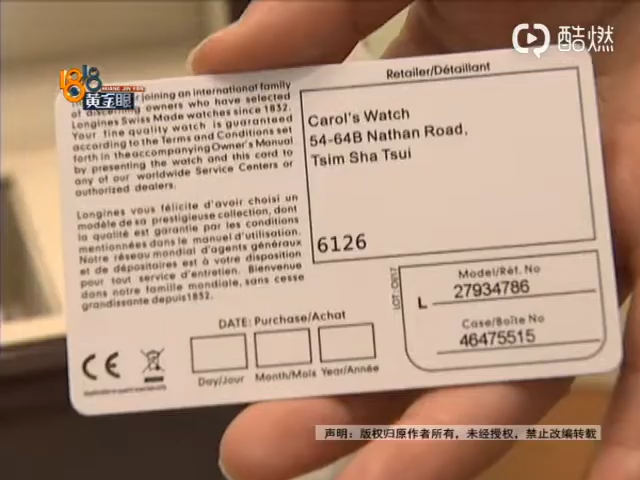 酷燃
1818
HUANG JIN YAN
黄金眼
joining an international family
owners who have selected
Longines Swiss Made watches since 1832.
Your fine quality watch is guaranteed
according to the Terms and Conditions set
forth in the accompanying Owner's Manual
by presenting the watch and this card to
any of our worldwide Service Centers or
authorized dealers.
Longines vous félicite d'avoir choisi un
modèle de sa prestigieuse collection, dont
la qualité est garantie par les conditions
mentionnées dans le manuel d'utilisation.
Notre réseau mondial d'agents généraux
et de dépositaires est à votre disposition
pour tout service d'entretien. Bienvenue
dans notre famille mondiale, sans cesse
grandissante depuis 1832.
Retailer/Détaillant
Carol's Watch
54-64B Nathan Road,
Tsim Sha Tsui
6126
LOT:
Model/Réf. No
L 27934786
Case/Boîte No
46475515
DATE: Purchase/Achat
Day/Jour Month/Mois Year/Année
CE
声明：版权归原作者所有，未经授权，禁止改编转载